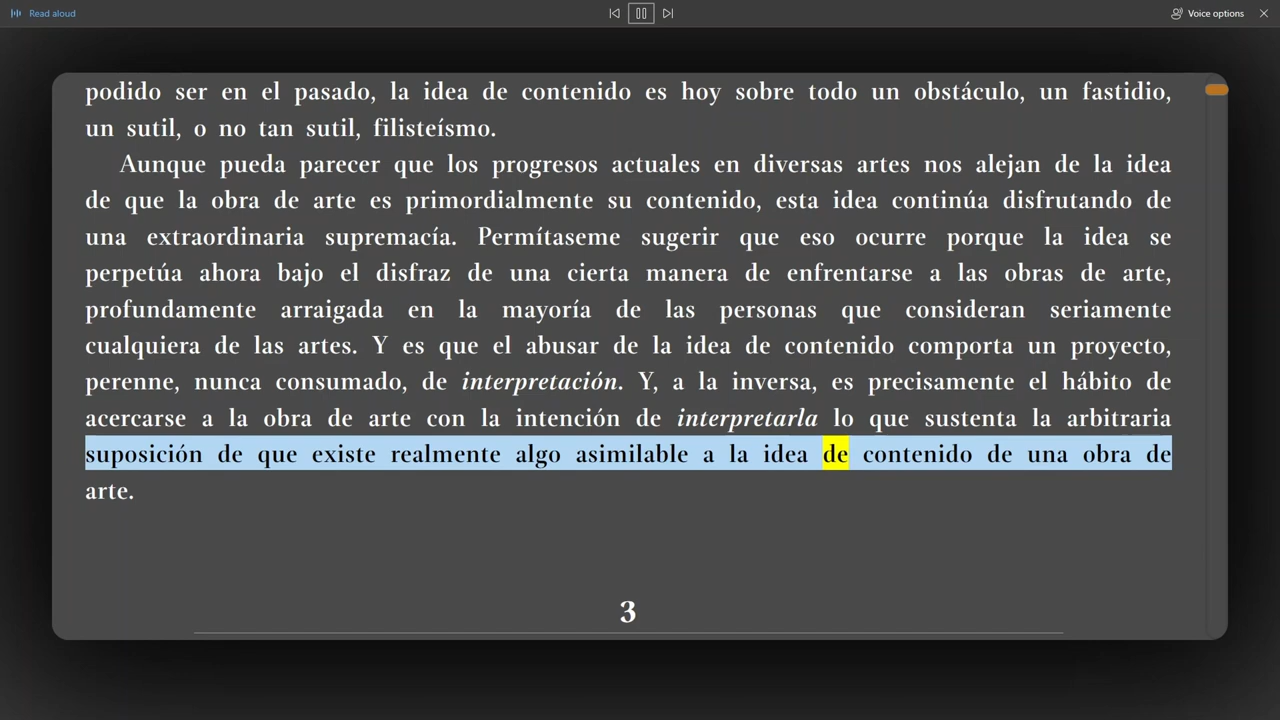 Read aloud
Voice options
podido ser en el pasado, la idea de contenido es hoy sobre todo un obstáculo, un fastidio,
un sutil, o no tan sutil, filisteísmo.
Aunque pueda parecer que los progresos actuales en diversas artes nos alejan de la idea
de que la obra de arte es primordialmente su contenido, esta idea continúa disfrutando de
una extraordinaria supremacía. Permítaseme sugerir que eso ocurre porque la idea se
perpetúa ahora bajo el disfraz de una cierta manera de enfrentarse a las obras de arte,
profundamente arraigada en la mayoría de las personas que consideran seriamente
cualquiera de las artes. Y es que el abusar de la idea de contenido comporta un proyecto,
perenne, nunca consumado, de interpretación. Y, a la inversa, es precisamente el hábito de
acercarse a la obra de arte con la intención de interpretarla lo que sustenta la arbitraria
suposición de que existe realmente algo asimilable a la idea de contenido de una obra de
arte.
3